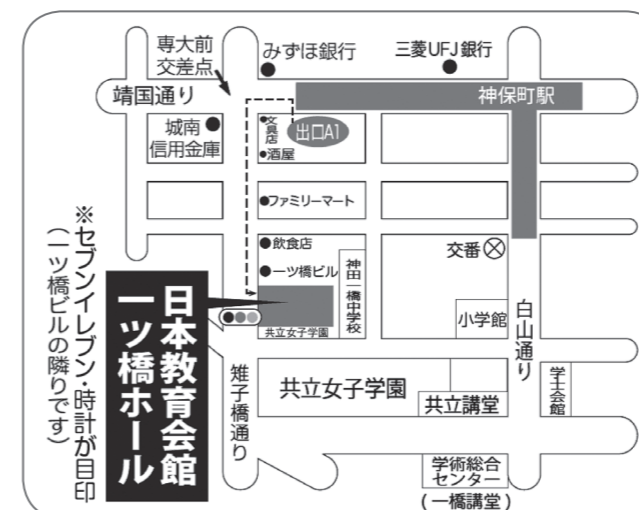 専大前
交差点
みずほ銀行
三菱UFJ銀行
靖国通り
神保町駅
城南
信用金庫
文具店
出口A1
酒屋
ファミリーマート
飲食店
一ツ橋ビル
神田一橋中学校
交番
共立女子学園
小学館
白山通り
日本教育会館
一ツ橋ホール
※セブンイレブン・時計が目印
(一ツ橋ビルの隣りです)
雉子橋通り
共立女子学園
共立講堂
学士会館
学術総合
センター
(一橋講堂)